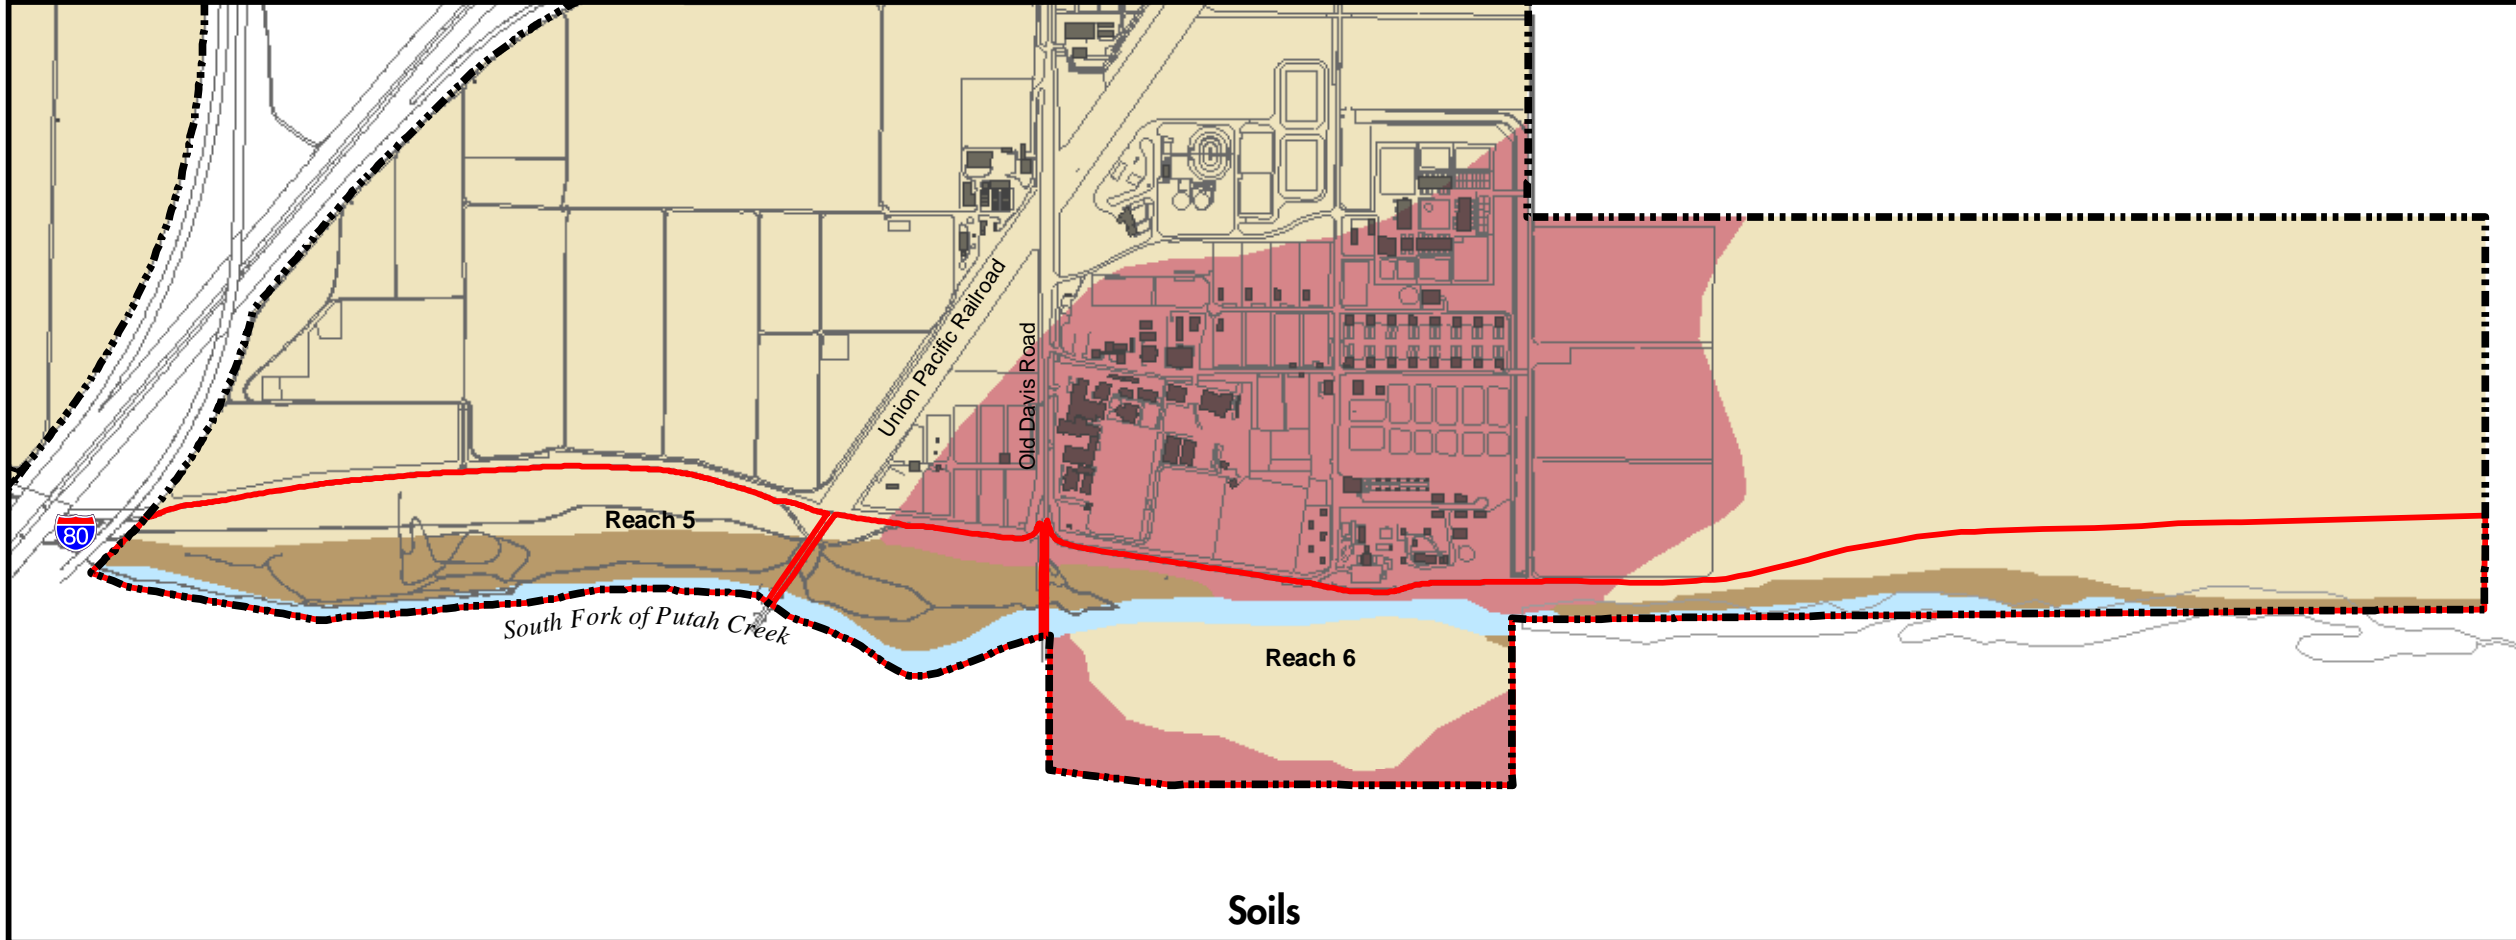 Union Pacific Railroad
Old Davis Road
Reach 5
80
South Fork of Putah Creek
Reach 6
Soils